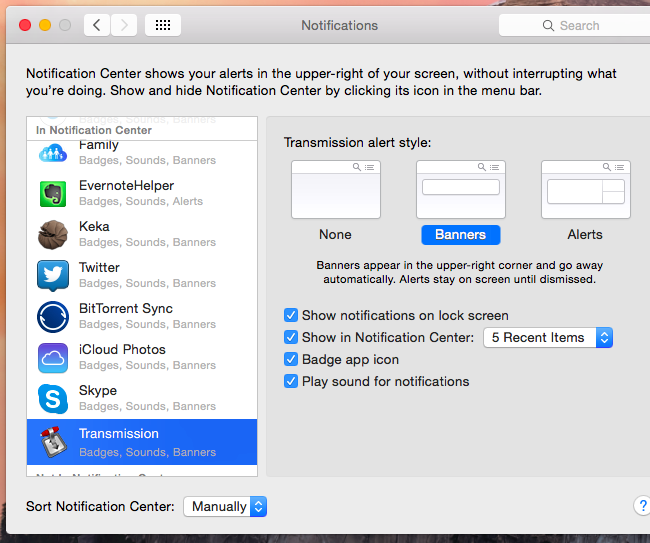 Notifications
Search
Notification Center shows your alerts in the upper-right of your screen, without interrupting what
you're doing. Show and hide Notification Center by clicking its icon in the menu bar.
In Notification Center
Family
Badges, Sounds, Banners
EvernoteHelper
Badges, Sounds, Alerts
Keka
Badges, Sounds, Banners
Twitter
Badges, Sounds, Banners
BitTorrent Sync
Badges, Sounds, Banners
iCloud Photos
Badges, Sounds, Banners
Skype
Badges, Sounds, Banners
Transmission
Badges, Sounds, Banners
Not In Notification Center
Transmission alert style:
None
Banners
Alerts
Banners appear in the upper-right corner and go away
automatically. Alerts stay on screen until dismissed.
Show notifications on lock screen
Show in Notification Center: 5 Recent Items
Badge app icon
Play sound for notifications
Sort Notification Center: Manually
?